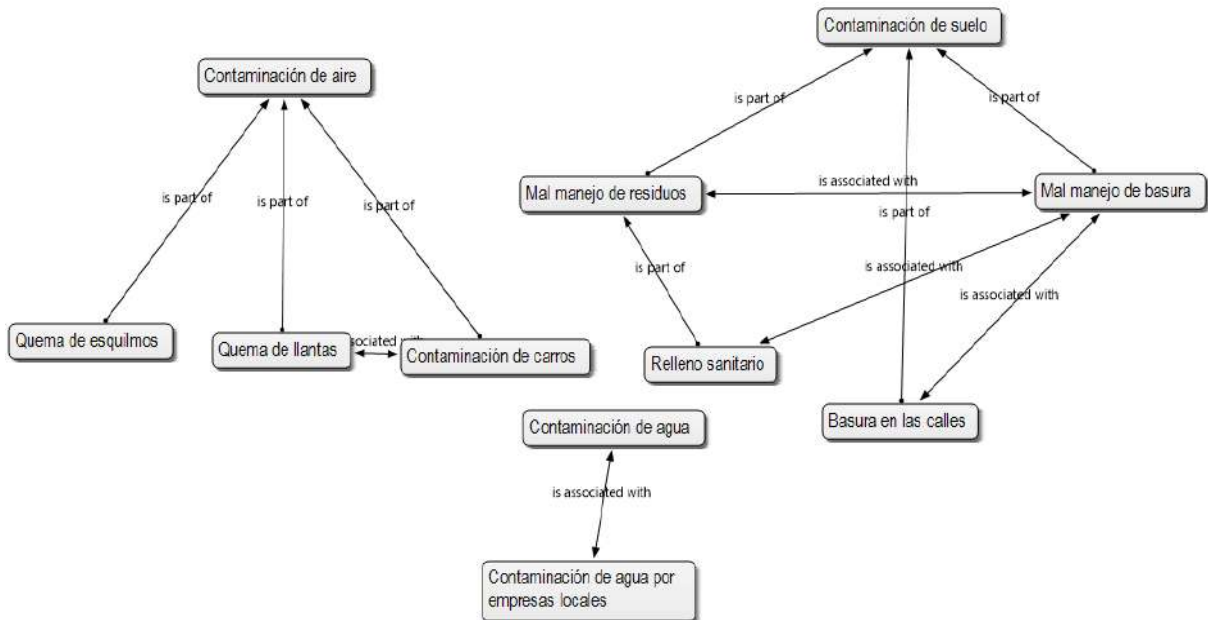 Contaminación de suelo
Contaminación de aire
is part of
is part of
Mal manejo de residuos
is associated with
Mal manejo de basura
is part of
is part of
is part of
is part of
is part of
is associated with
is associated with
Quema de esquilmos
Quema de llantas
sociated with
Contaminación de carros
Relleno sanitario
Basura en las calles
Contaminación de agua
is associated with
Contaminación de agua por
empresas locales